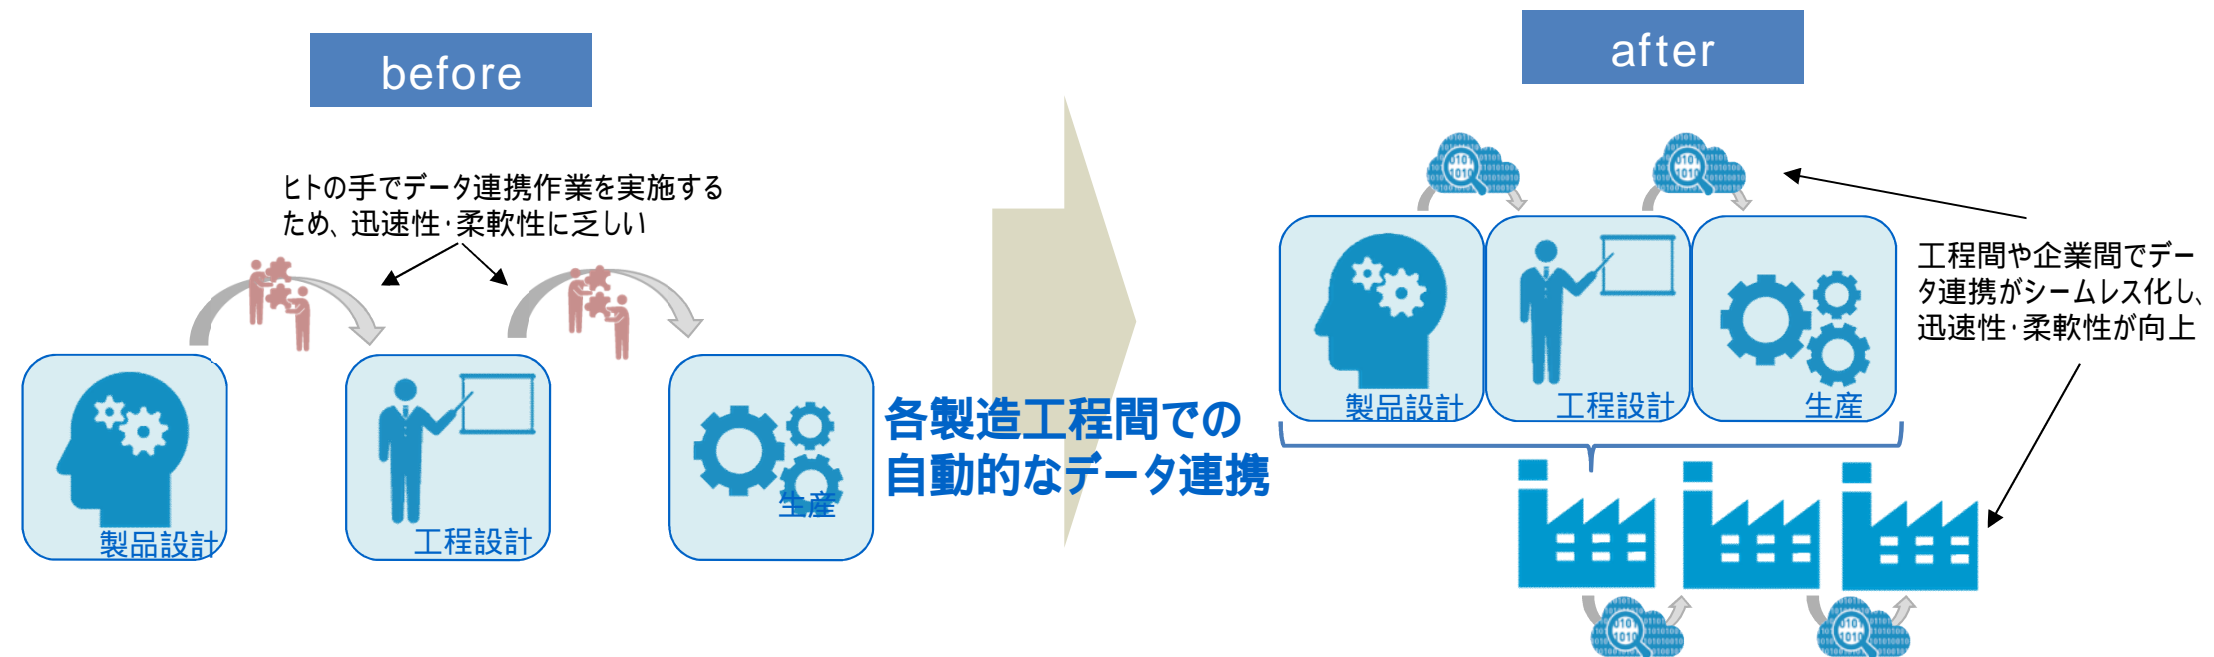 before
ヒトの手でデータ連携作業を実施する
ため、迅速性・柔軟性に乏しい
製品設計
工程設計
生産
各製造工程間での
自動的なデータ連携
after
製品設計
工程設計
生産
工程間や企業間でデー
タ連携がシームレス化し、
迅速性・柔軟性が向上